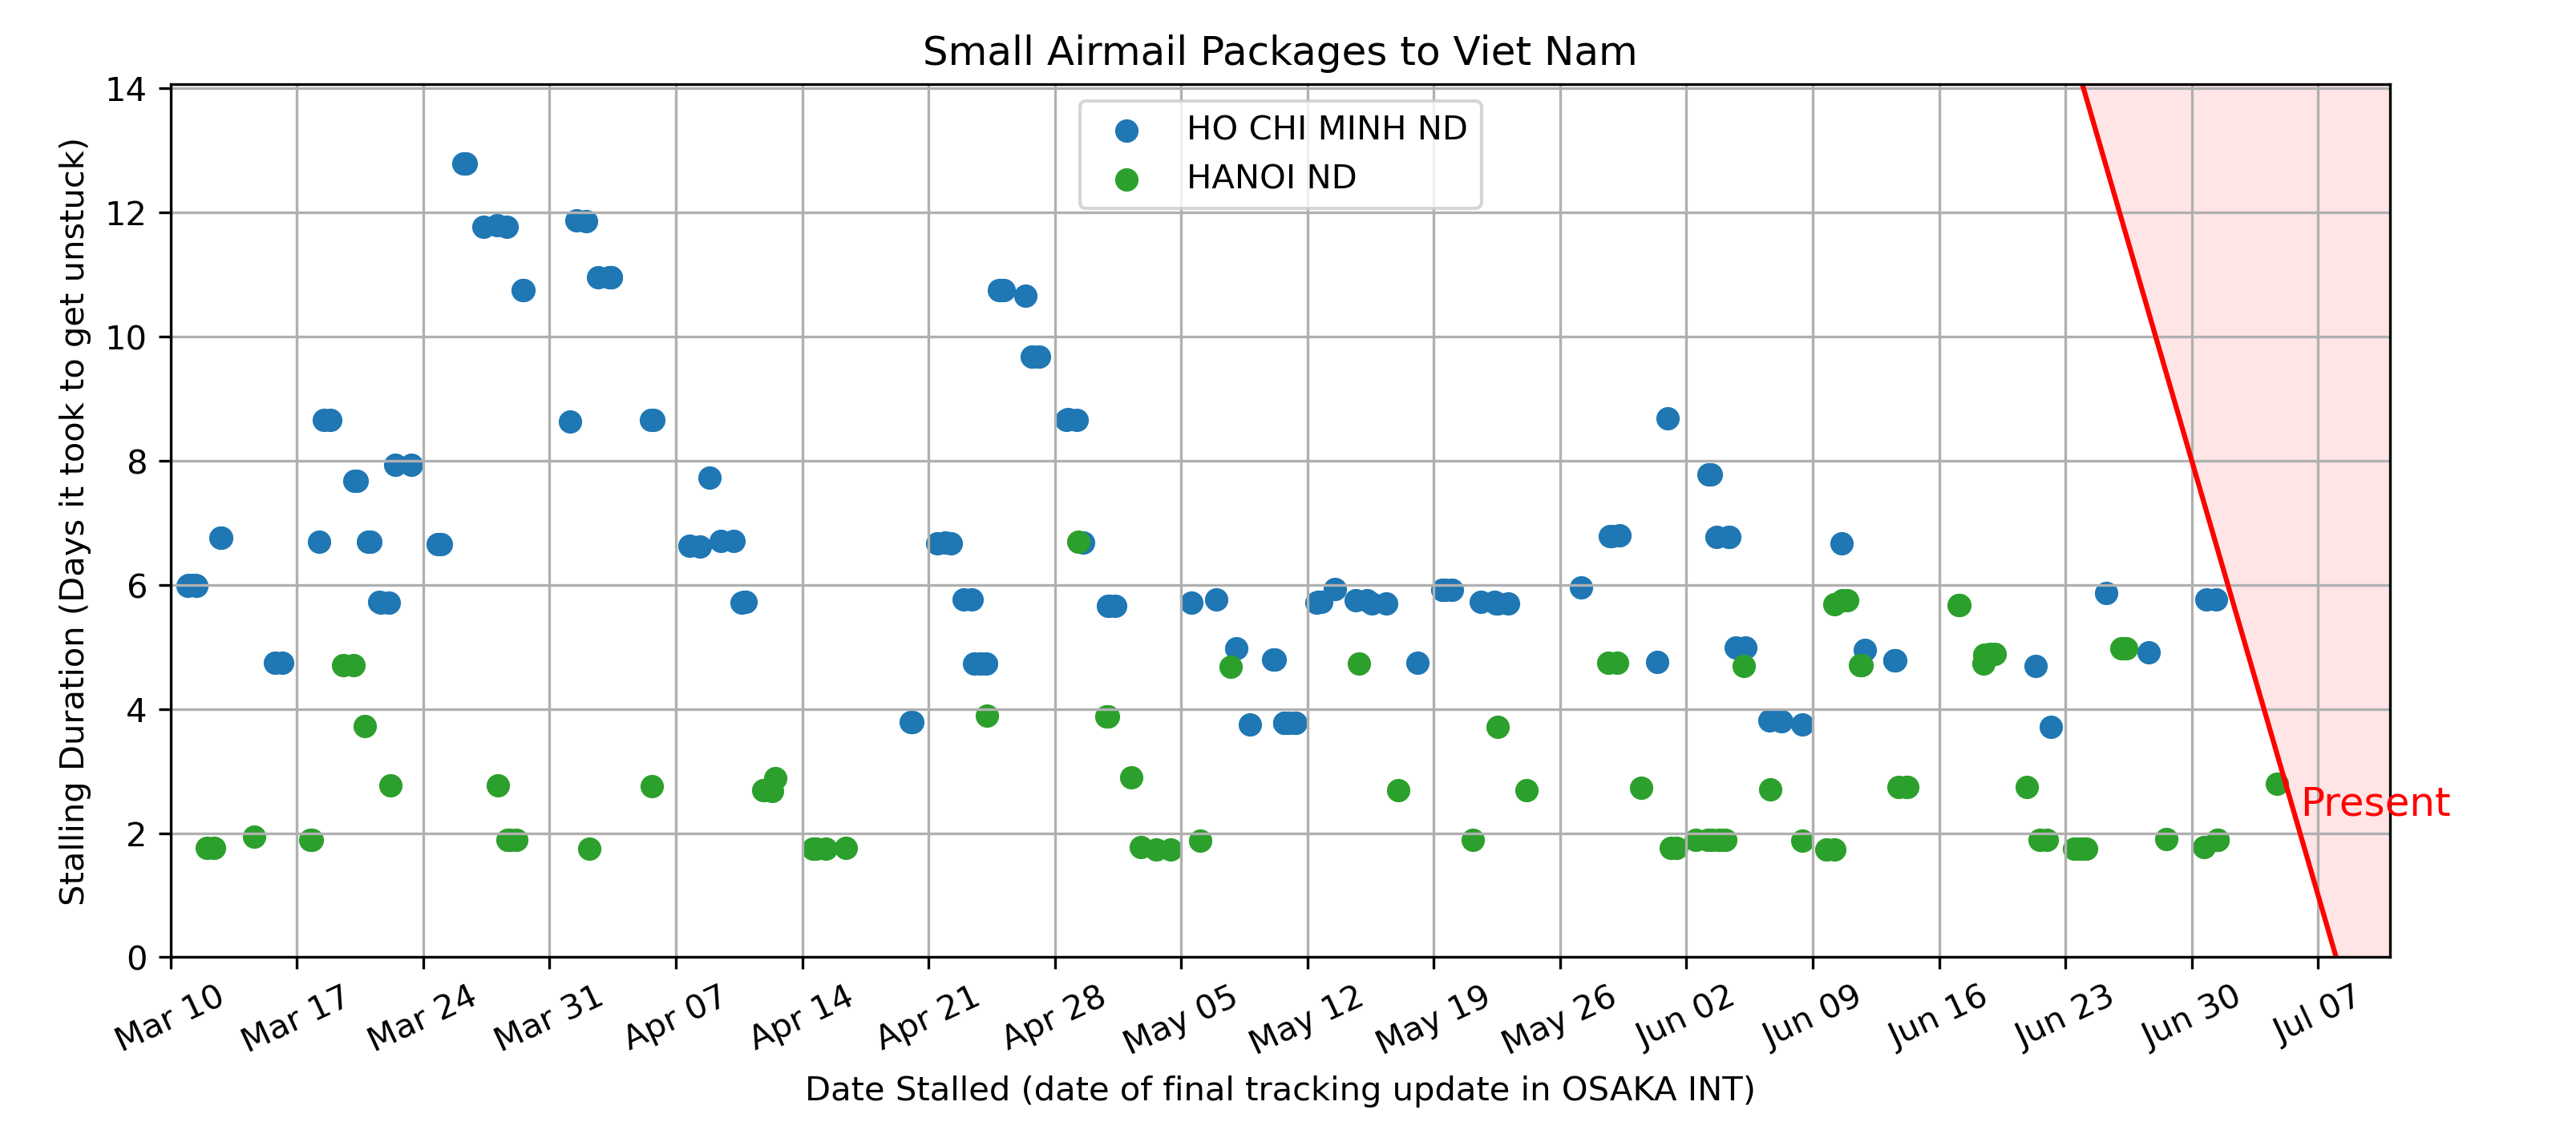 Small Airmail Packages to Viet Nam
Stalling Duration (Days it took to get unstuck)
14
12
10
8
6
4
2
0
HO CHI MINH ND
HANOI ND
Present
Mar 10
Mar 17
Mar 24
Mar 31
Apr 07
Apr 14
Apr 21
Apr 28
May 05
May 12
May 19
May 26
Jun 02
Jun 09
Jun 16
Jun 23
Jun 30
Jul 07
Date Stalled (date of final tracking update in OSAKA INT)